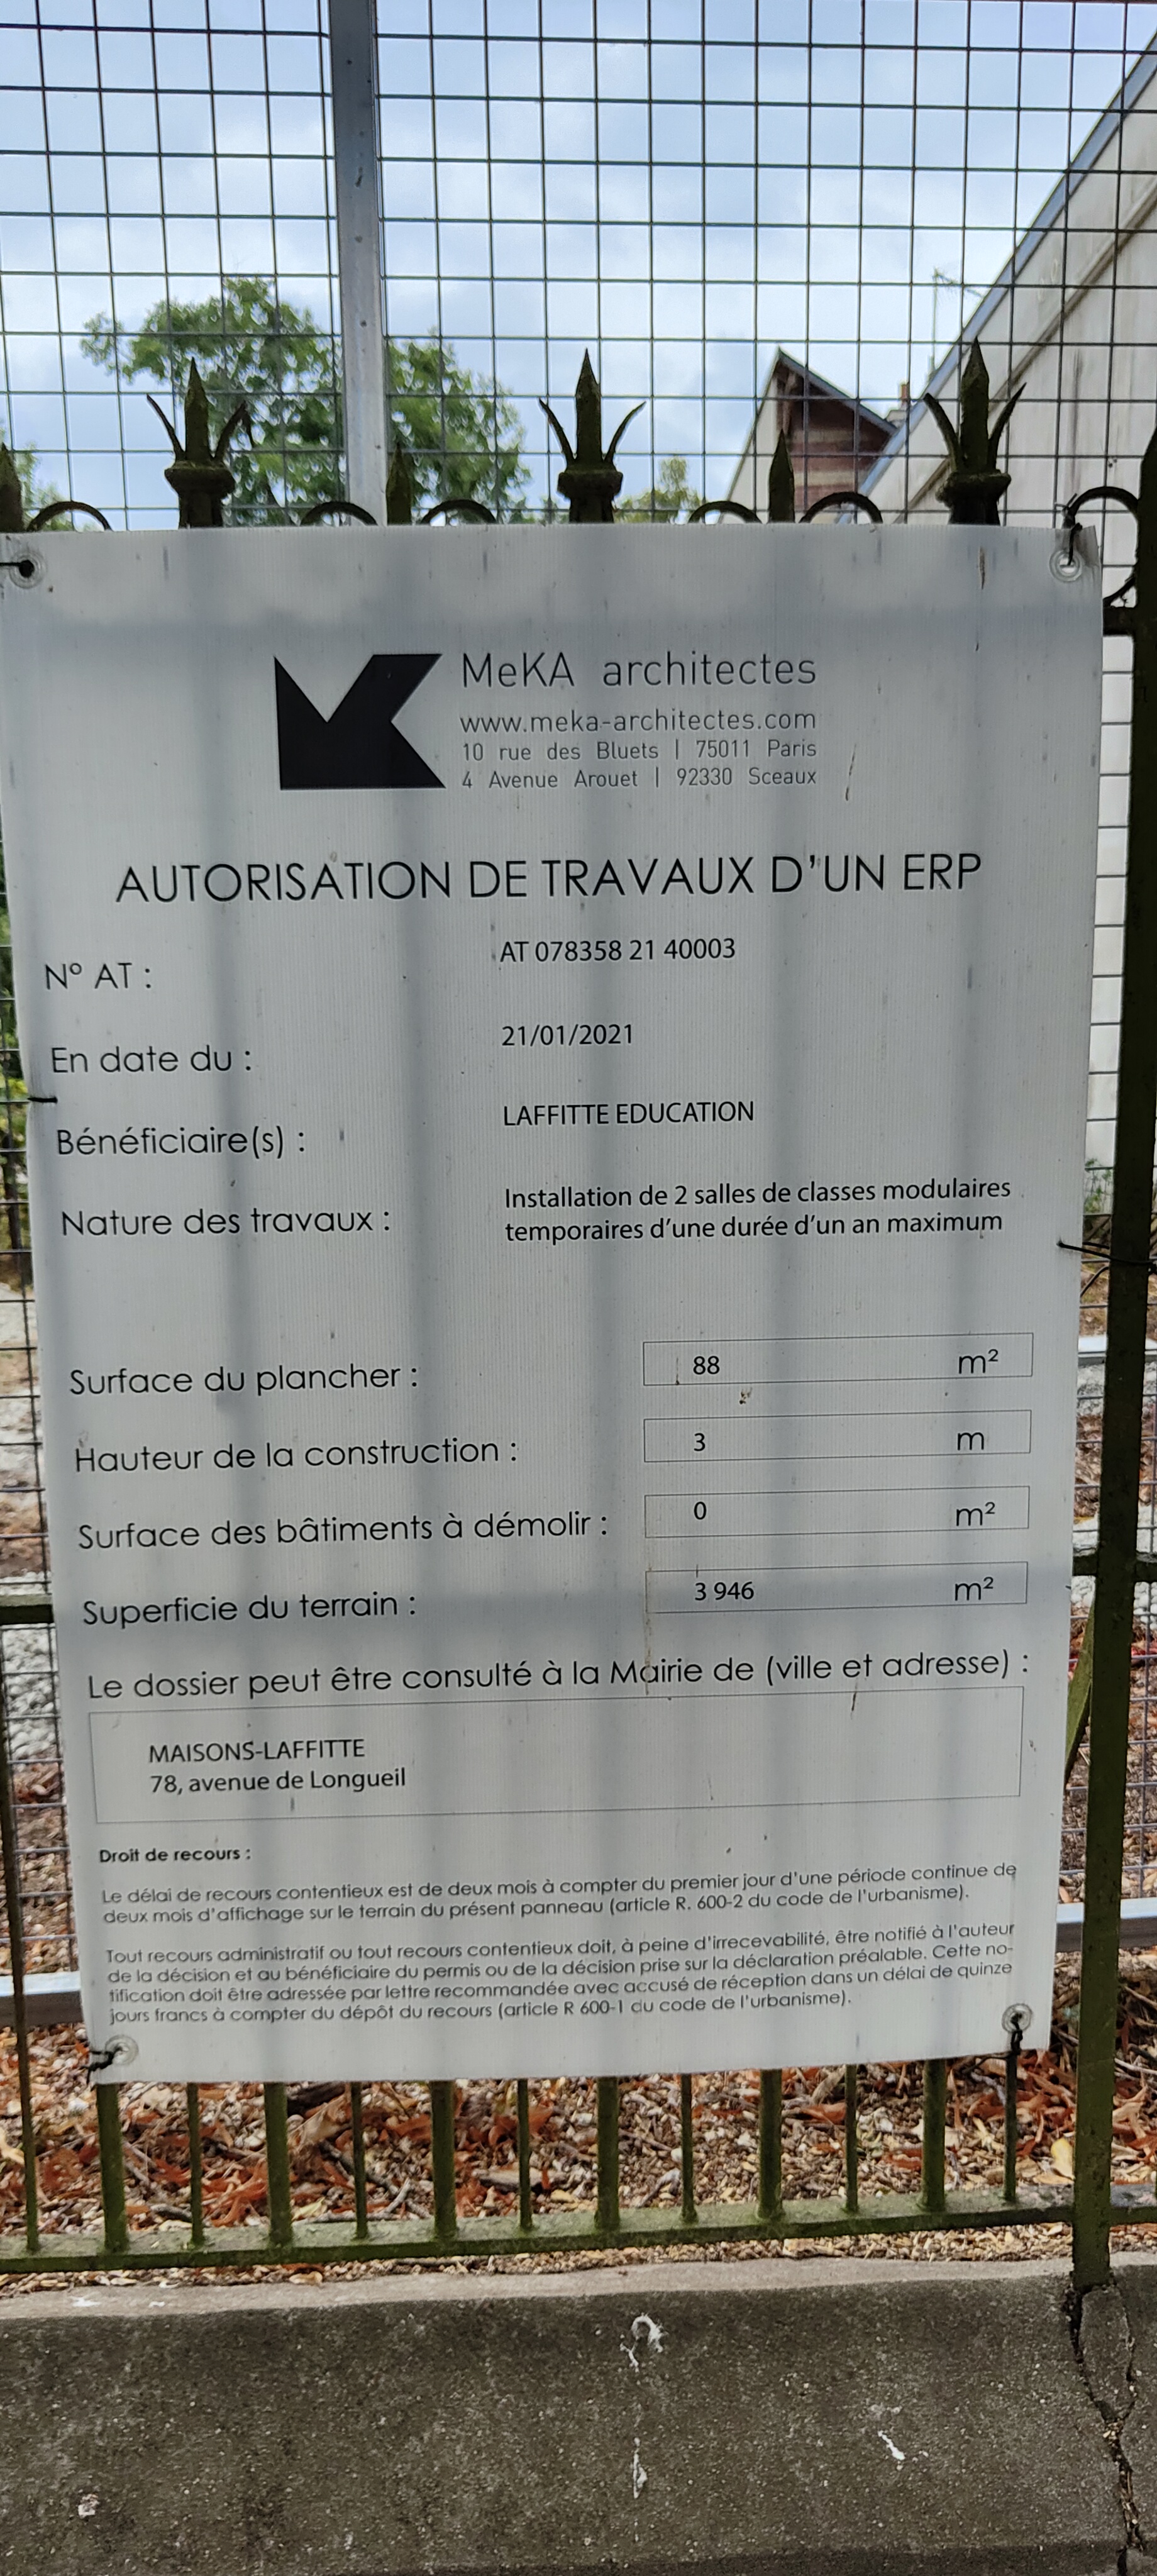 MeKA architectes
www.meka-architectes.com
10 rue des Bluets | 75011 Paris
4 Avenue Arouet | 92330 Sceaux
AUTORISATION DE TRAVAUX D'UN ERP
N° AT : AT 078358 21 40003
En date du : 21/01/2021
Bénéficiaire(s) : LAFFITTE EDUCATION
Nature des travaux : Installation de 2 salles de classes modulaires
temporaires d'une durée d'un an maximum
Surface du plancher : 88 m²
Hauteur de la construction : 3 m
Surface des bâtiments à démolir : 0 m²
Superficie du terrain : 3 946 m²
Le dossier peut être consulté à la Mairie de (ville et adresse) :
MAISONS-LAFFITTE
78, avenue de Longueil
Droit de recours :
Le délai de recours contentieux est de deux mois à compter du premier jour d'une période continue de
deux mois d'affichage sur le terrain du présent panneau (article R. 600-2 du code de l'urbanisme).
Tout recours administratif ou tout recours contentieux doit, à peine d'irrecevabilité, être notifié à l'auteur
de la décision et au bénéficiaire du permis ou de la décision prise sur la déclaration préalable. Cette no-
tification doit être adressée par lettre recommandée avec accusé de réception dans un délai de quinze
jours francs à compter du dépôt du recours (article R 600-1 du code de l'urbanisme).